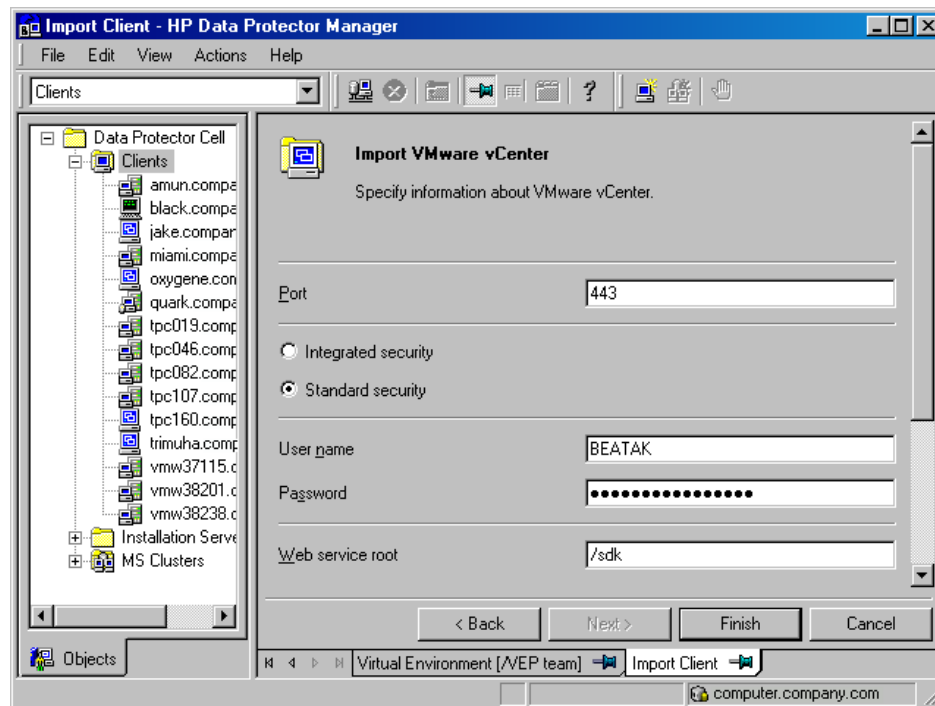 Import Client - HP Data Protector Manager
File Edit View Actions Help
Clients
Data Protector Cell
Clients
amun.compa
black.compa
jake.compar
miami.compa
oxygene.con
quark.compa
tpc019.comp
tpc046.comp
tpc082.comp
tpc107.comp
tpc160.comp
trimuha.comp
vmw37115.c
vmw38201.c
vmw38238.c
Installation Serve
MS Clusters
Objects
Import VMware vCenter
Specify information about VMware vCenter.
Port 443
Integrated security
Standard security
User name BEATAK
Password ●●●●●●●●●●●●●●●●
Web service root /sdk
< Back Next > Finish Cancel
Virtual Environment [/VEP team] Import Client
computer.company.com